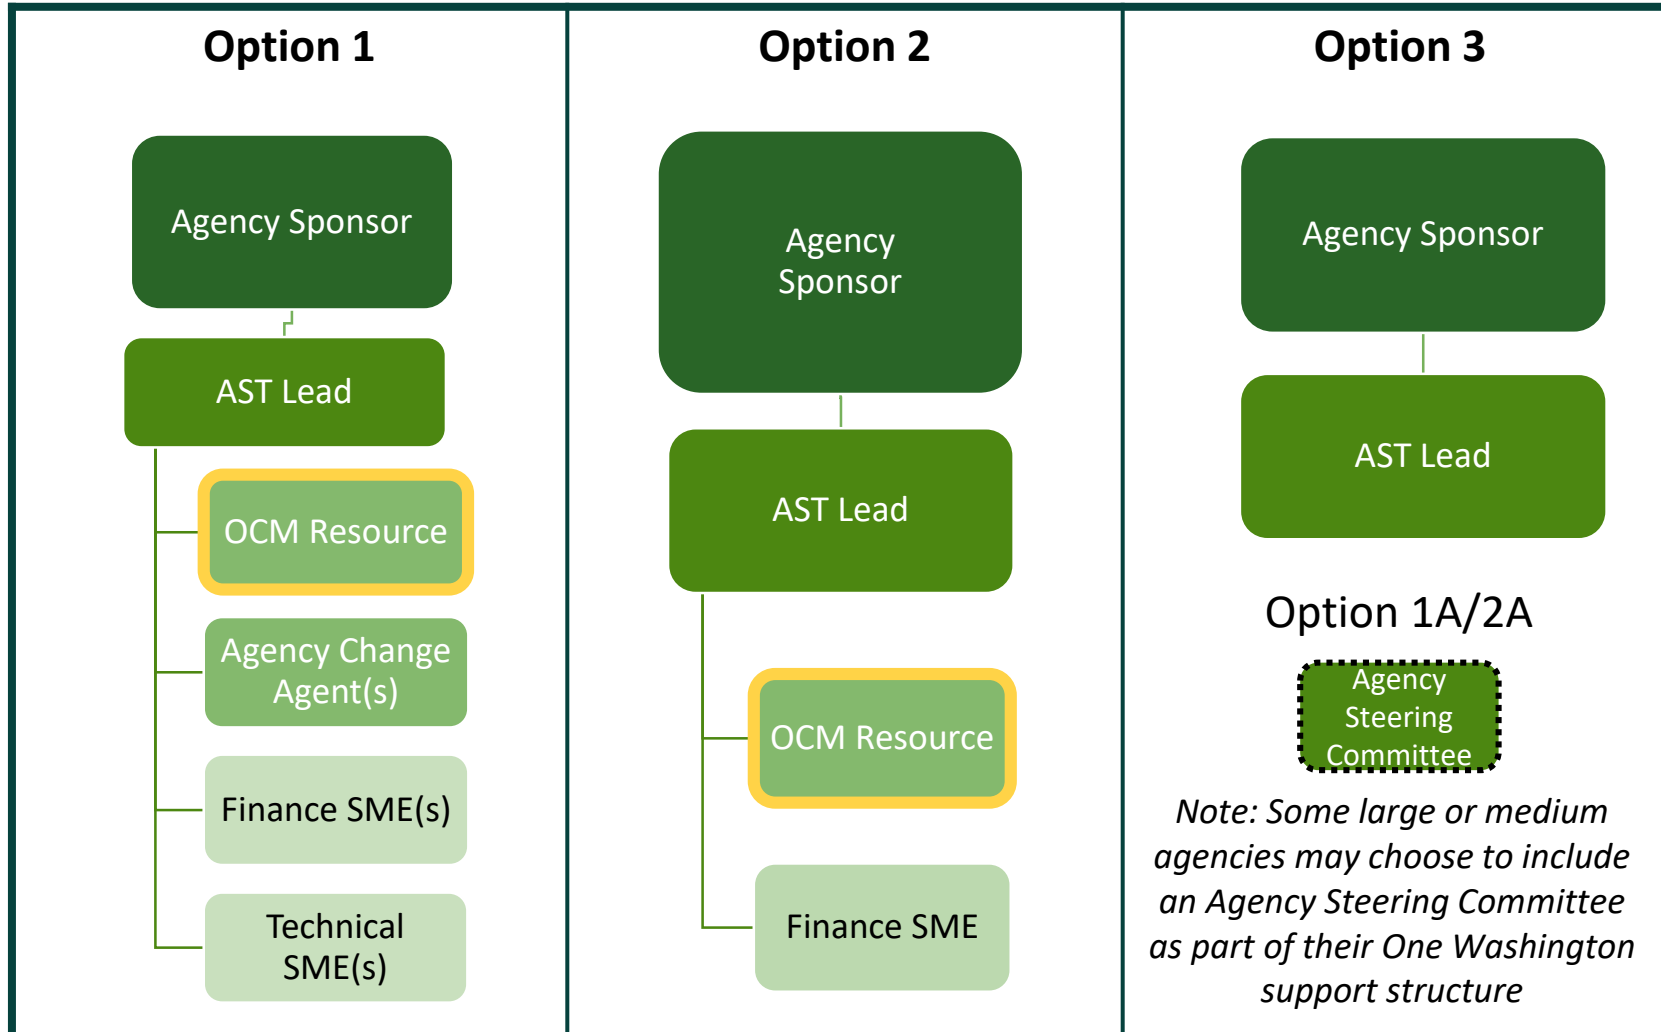 Option 1
Agency Sponsor
AST Lead
OCM Resource
Agency Change
Agent(s)
Finance SME(s)
Technical
SME(s)
Option 2
Agency
Sponsor
AST Lead
OCM Resource
Finance SME
Option 3
Agency Sponsor
AST Lead
Option 1A/2A
Agency
Steering
Committee
Note: Some large or medium
agencies may choose to include
an Agency Steering Committee
as part of their One Washington
support structure